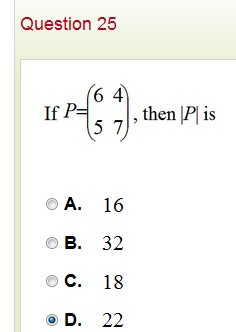 Question 25
If P= (6 4
5 7) , then |P| is
A. 16
B. 32
C. 18
D. 22